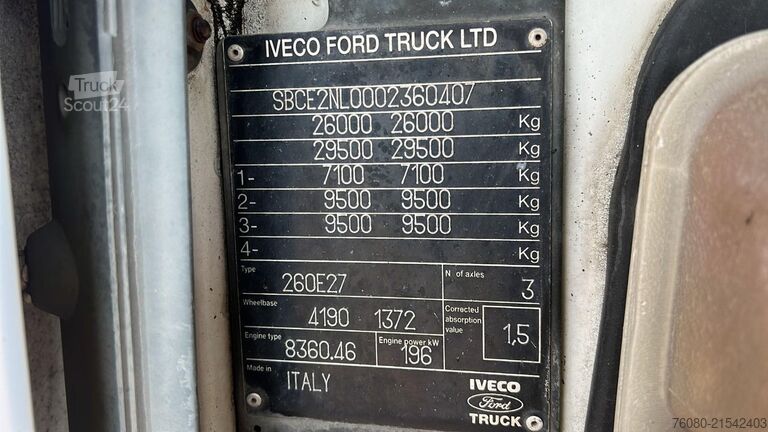 IVECO FORD TRUCK LTD
SBCE2NL0002360407
26000 26000 Kg
29500 29500 Kg
1- 7100 7100 Kg
2- 9500 9500 Kg
3- 9500 9500 Kg
4- Kg
Type 260E27 N of axles 3
Wheelbase 4190 1372 Corrected absorption value 1,5
Engine type 8360.46 Engine power kW 196
Made in ITALY
IVECO
Ford
TRUCK
Truck
Scout24
76080-21542403